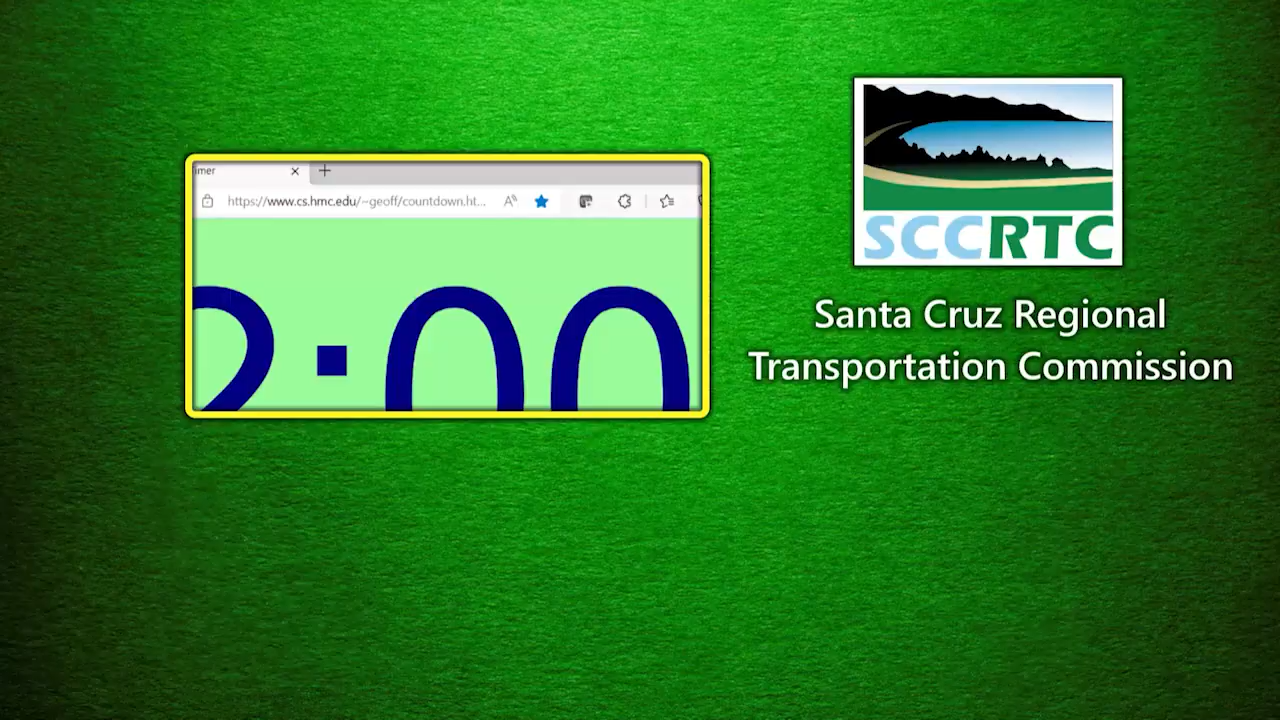 imer
https://www.cs.hmc.edu/~geoff/countdown.ht...
2:00
SCCRTC
Santa Cruz Regional
Transportation Commission